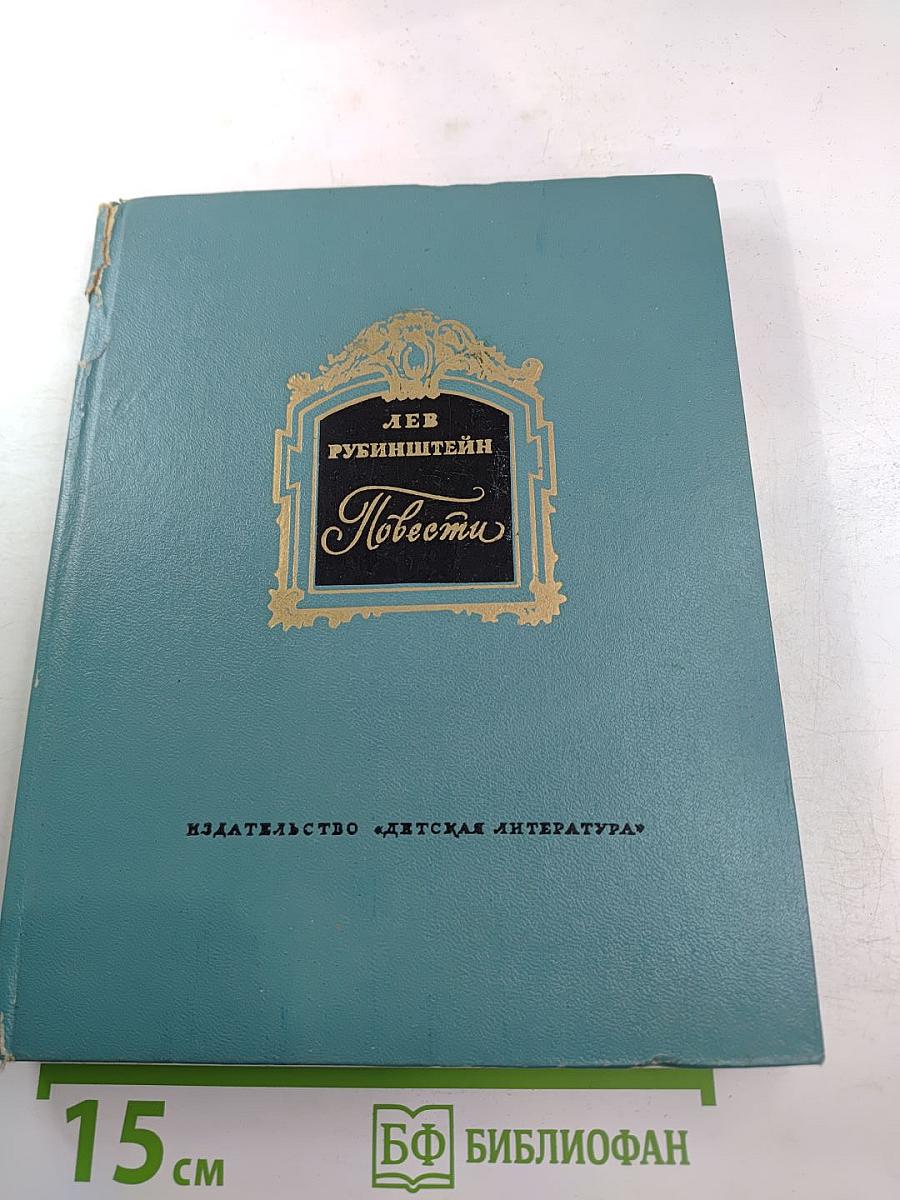 ЛЕВ
РУБИНШТЕЙН
Повести
ИЗДАТЕЛЬСТВО «ДЕТСКАЯ ЛИТЕРАТУРА»
15 СМ
БФ БИБЛИОФАН